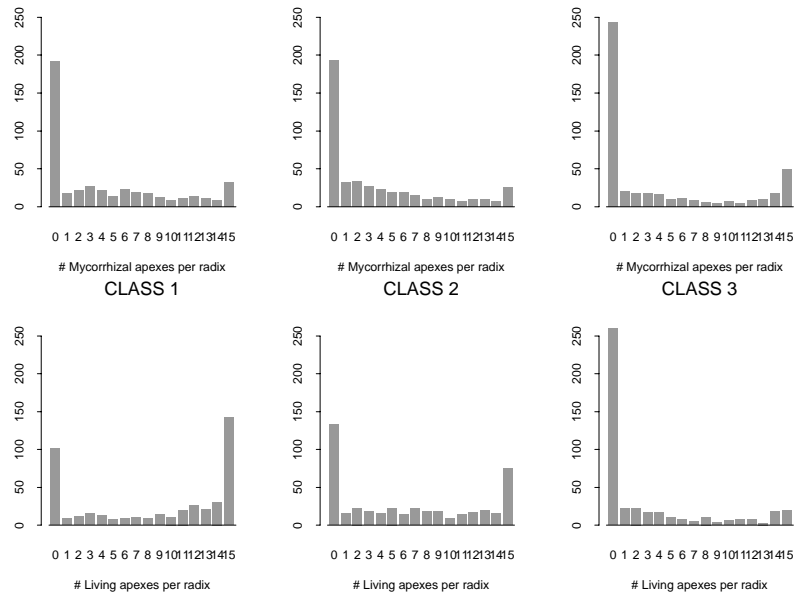 250 250 250
200 200 200
150 150 150
100 100 100
50 50 50
0 0 0
0 1 2 3 4 5 6 7 8 9 10 11 12 13 14 15 0 1 2 3 4 5 6 7 8 9 10 11 12 13 14 15 0 1 2 3 4 5 6 7 8 9 10 11 12 13 14 15
# Mycorrhizal apexes per radix # Mycorrhizal apexes per radix # Mycorrhizal apexes per radix
CLASS 1 CLASS 2 CLASS 3
250 250 250
200 200 200
150 150 150
100 100 100
50 50 50
0 0 0
0 1 2 3 4 5 6 7 8 9 10 11 12 13 14 15 0 1 2 3 4 5 6 7 8 9 10 11 12 13 14 15 0 1 2 3 4 5 6 7 8 9 10 11 12 13 14 15
# Living apexes per radix # Living apexes per radix # Living apexes per radix